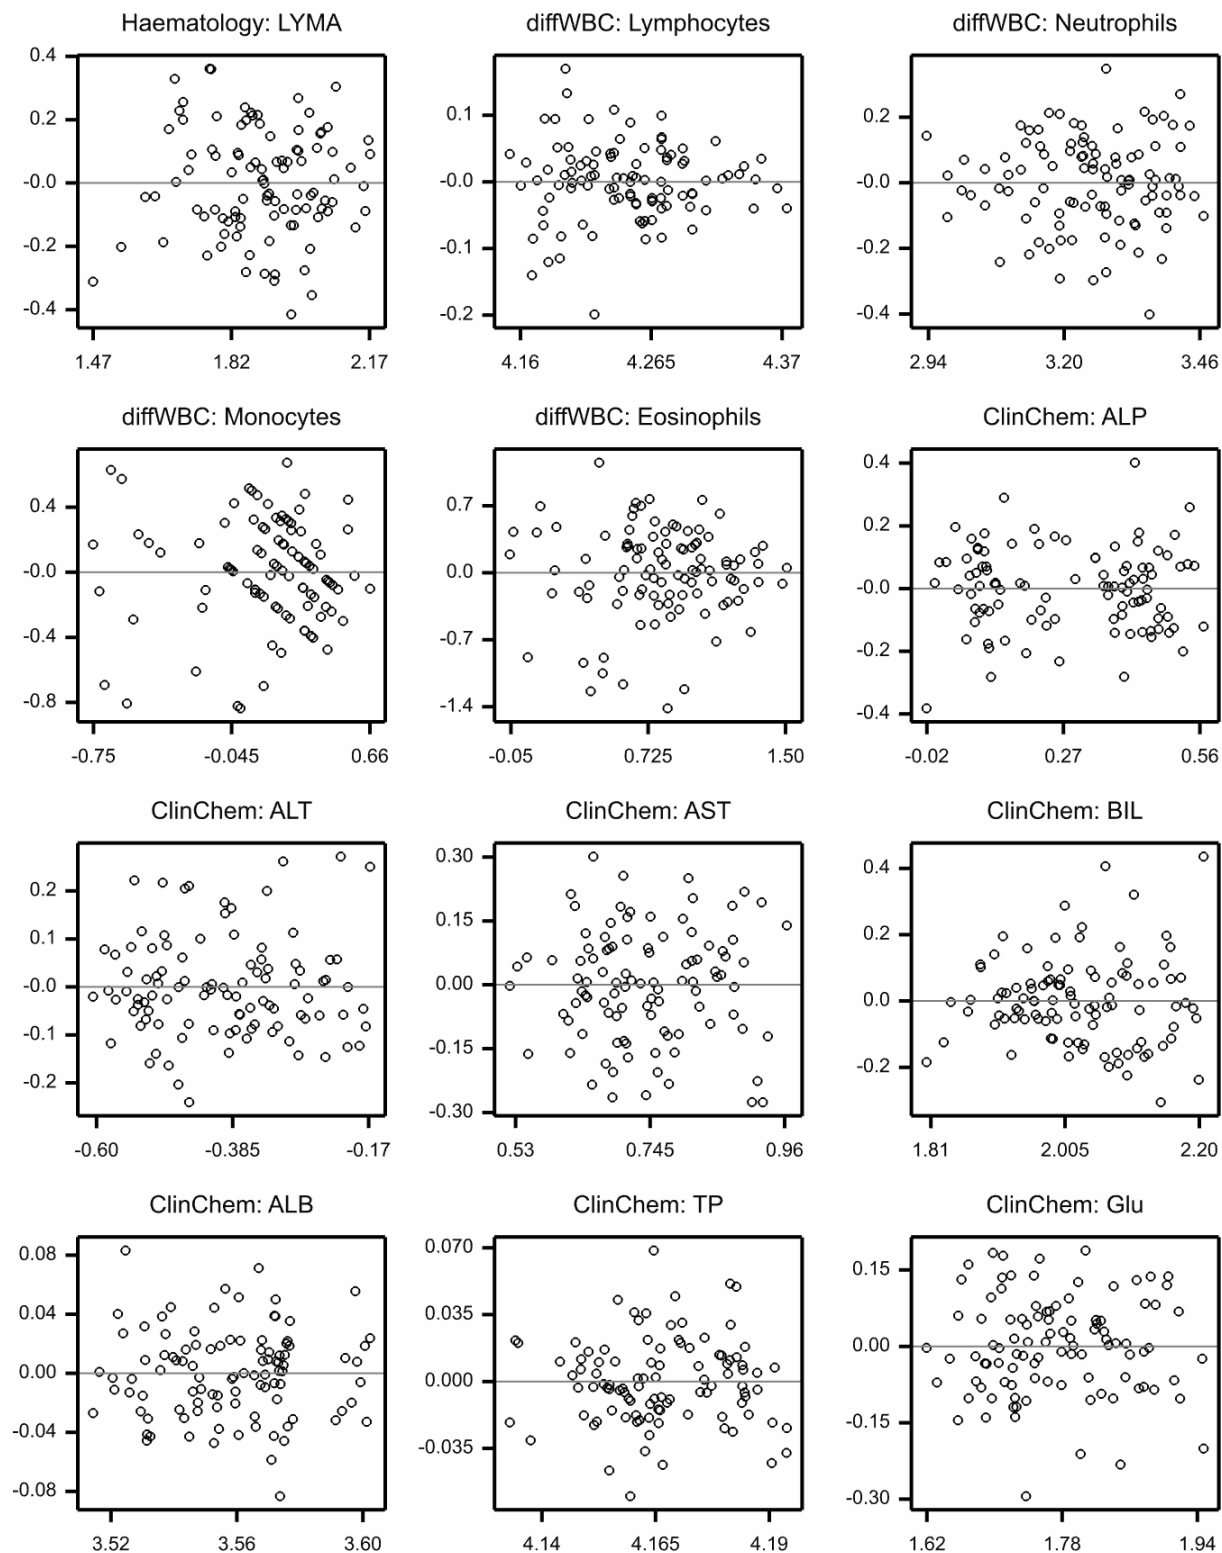 Haematology: LYMA
diffWBC: Lymphocytes
diffWBC: Neutrophils
0.4
0.2
-0.0
-0.2
-0.4
1.47 1.82 2.17
0.1
-0.0
-0.1
-0.2
4.16 4.265 4.37
0.2
-0.0
-0.2
-0.4
2.94 3.20 3.46
diffWBC: Monocytes
diffWBC: Eosinophils
ClinChem: ALP
0.4
-0.0
-0.4
-0.8
-0.75 -0.045 0.66
0.7
0.0
-0.7
-1.4
-0.05 0.725 1.50
0.4
0.2
-0.0
-0.2
-0.4
-0.02 0.27 0.56
ClinChem: ALT
ClinChem: AST
ClinChem: BIL
0.2
0.1
-0.0
-0.1
-0.2
-0.60 -0.385 -0.17
0.30
0.15
0.00
-0.15
-0.30
0.53 0.745 0.96
0.4
0.2
0.0
-0.2
1.81 2.005 2.20
ClinChem: ALB
ClinChem: TP
ClinChem: Glu
0.08
0.04
0.00
-0.04
-0.08
3.52 3.56 3.60
0.070
0.035
0.000
-0.035
4.14 4.165 4.19
0.15
0.00
-0.15
-0.30
1.62 1.78 1.94